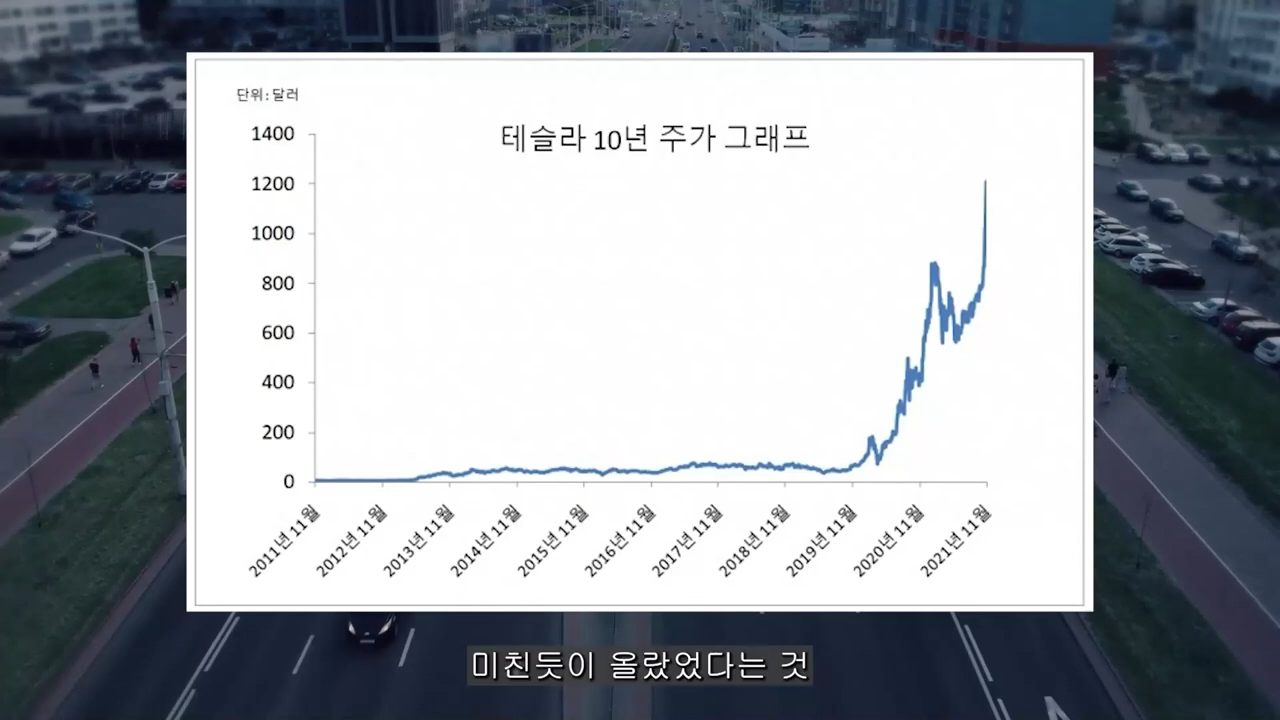 단위:달러
테슬라 10년 주가 그래프
1400
1200
1000
800
600
400
200
0
2011년 11월
2012년 11월
2013년 11월
2014년 11월
2015년 11월
2016년 11월
2017년 11월
2018년 11월
2019년 11월
2020년 11월
2021년 11월
미친듯이 올랐었다는 것